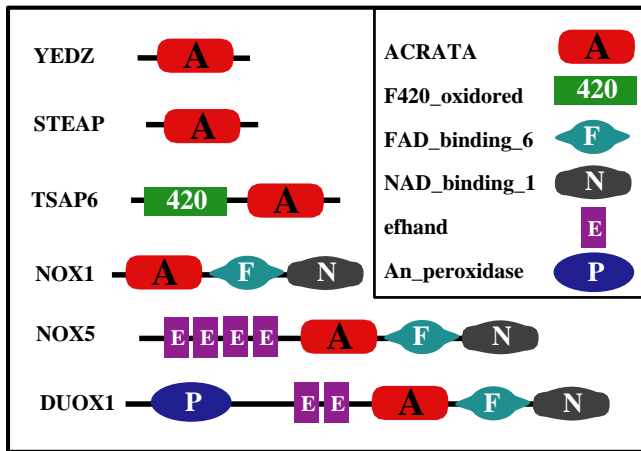 YEDZ A
STEAP A
TSAP6 420 A
NOX1 A F N
NOX5 E E E E A F N
DUOX1 P E E A F N
ACRATA A
F420_oxidored 420
FAD_binding_6 F
NAD_binding_1 N
efhand E
An_peroxidase P